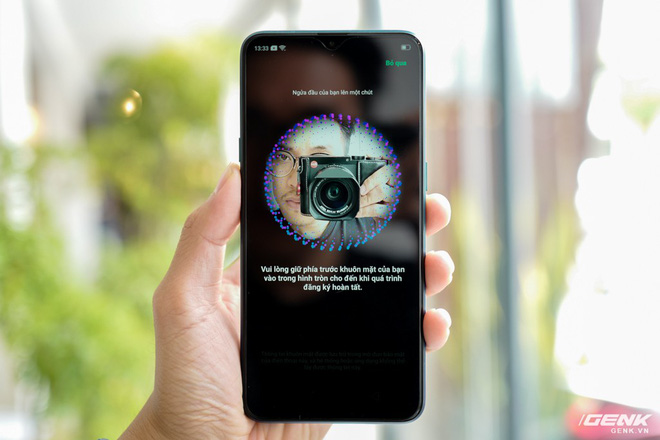 13:33
Bỏ qua
Ngửa đầu của bạn lên một chút
Vui lòng giữ phía trước khuôn mặt của bạn
vào trong hình tròn cho đến khi quá trình
đăng ký hoàn tất.
GENK
GENK.VN